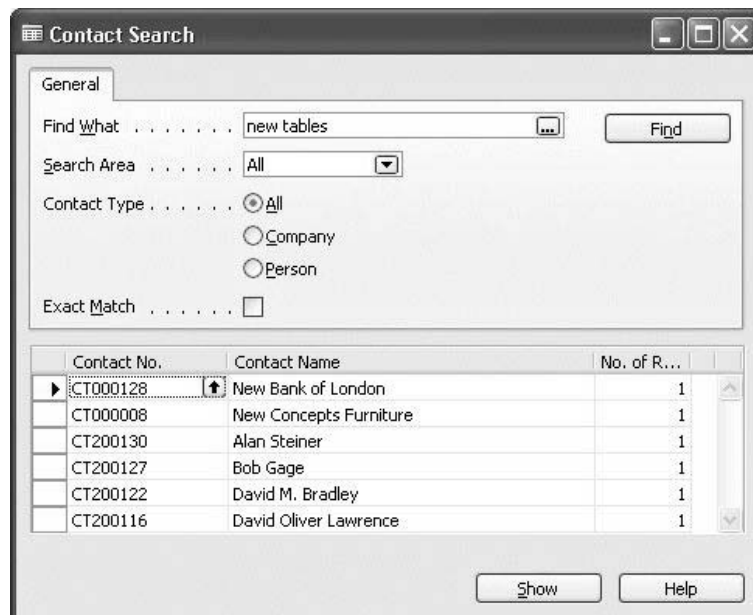 Contact Search
General
Find What . . . . . . . new tables ... Find
Search Area . . . . . . All
Contact Type . . . . . . All
Company
Person
Exact Match . . . . . .
Contact No. Contact Name No. of R...
CT000128 New Bank of London 1
CT000008 New Concepts Furniture 1
CT200130 Alan Steiner 1
CT200127 Bob Gage 1
CT200122 David M. Bradley 1
CT200116 David Oliver Lawrence 1
Show Help